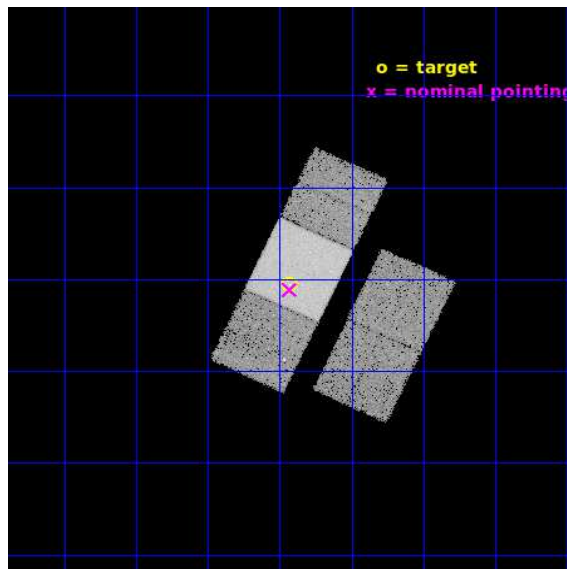 o = target
x = nominal pointing